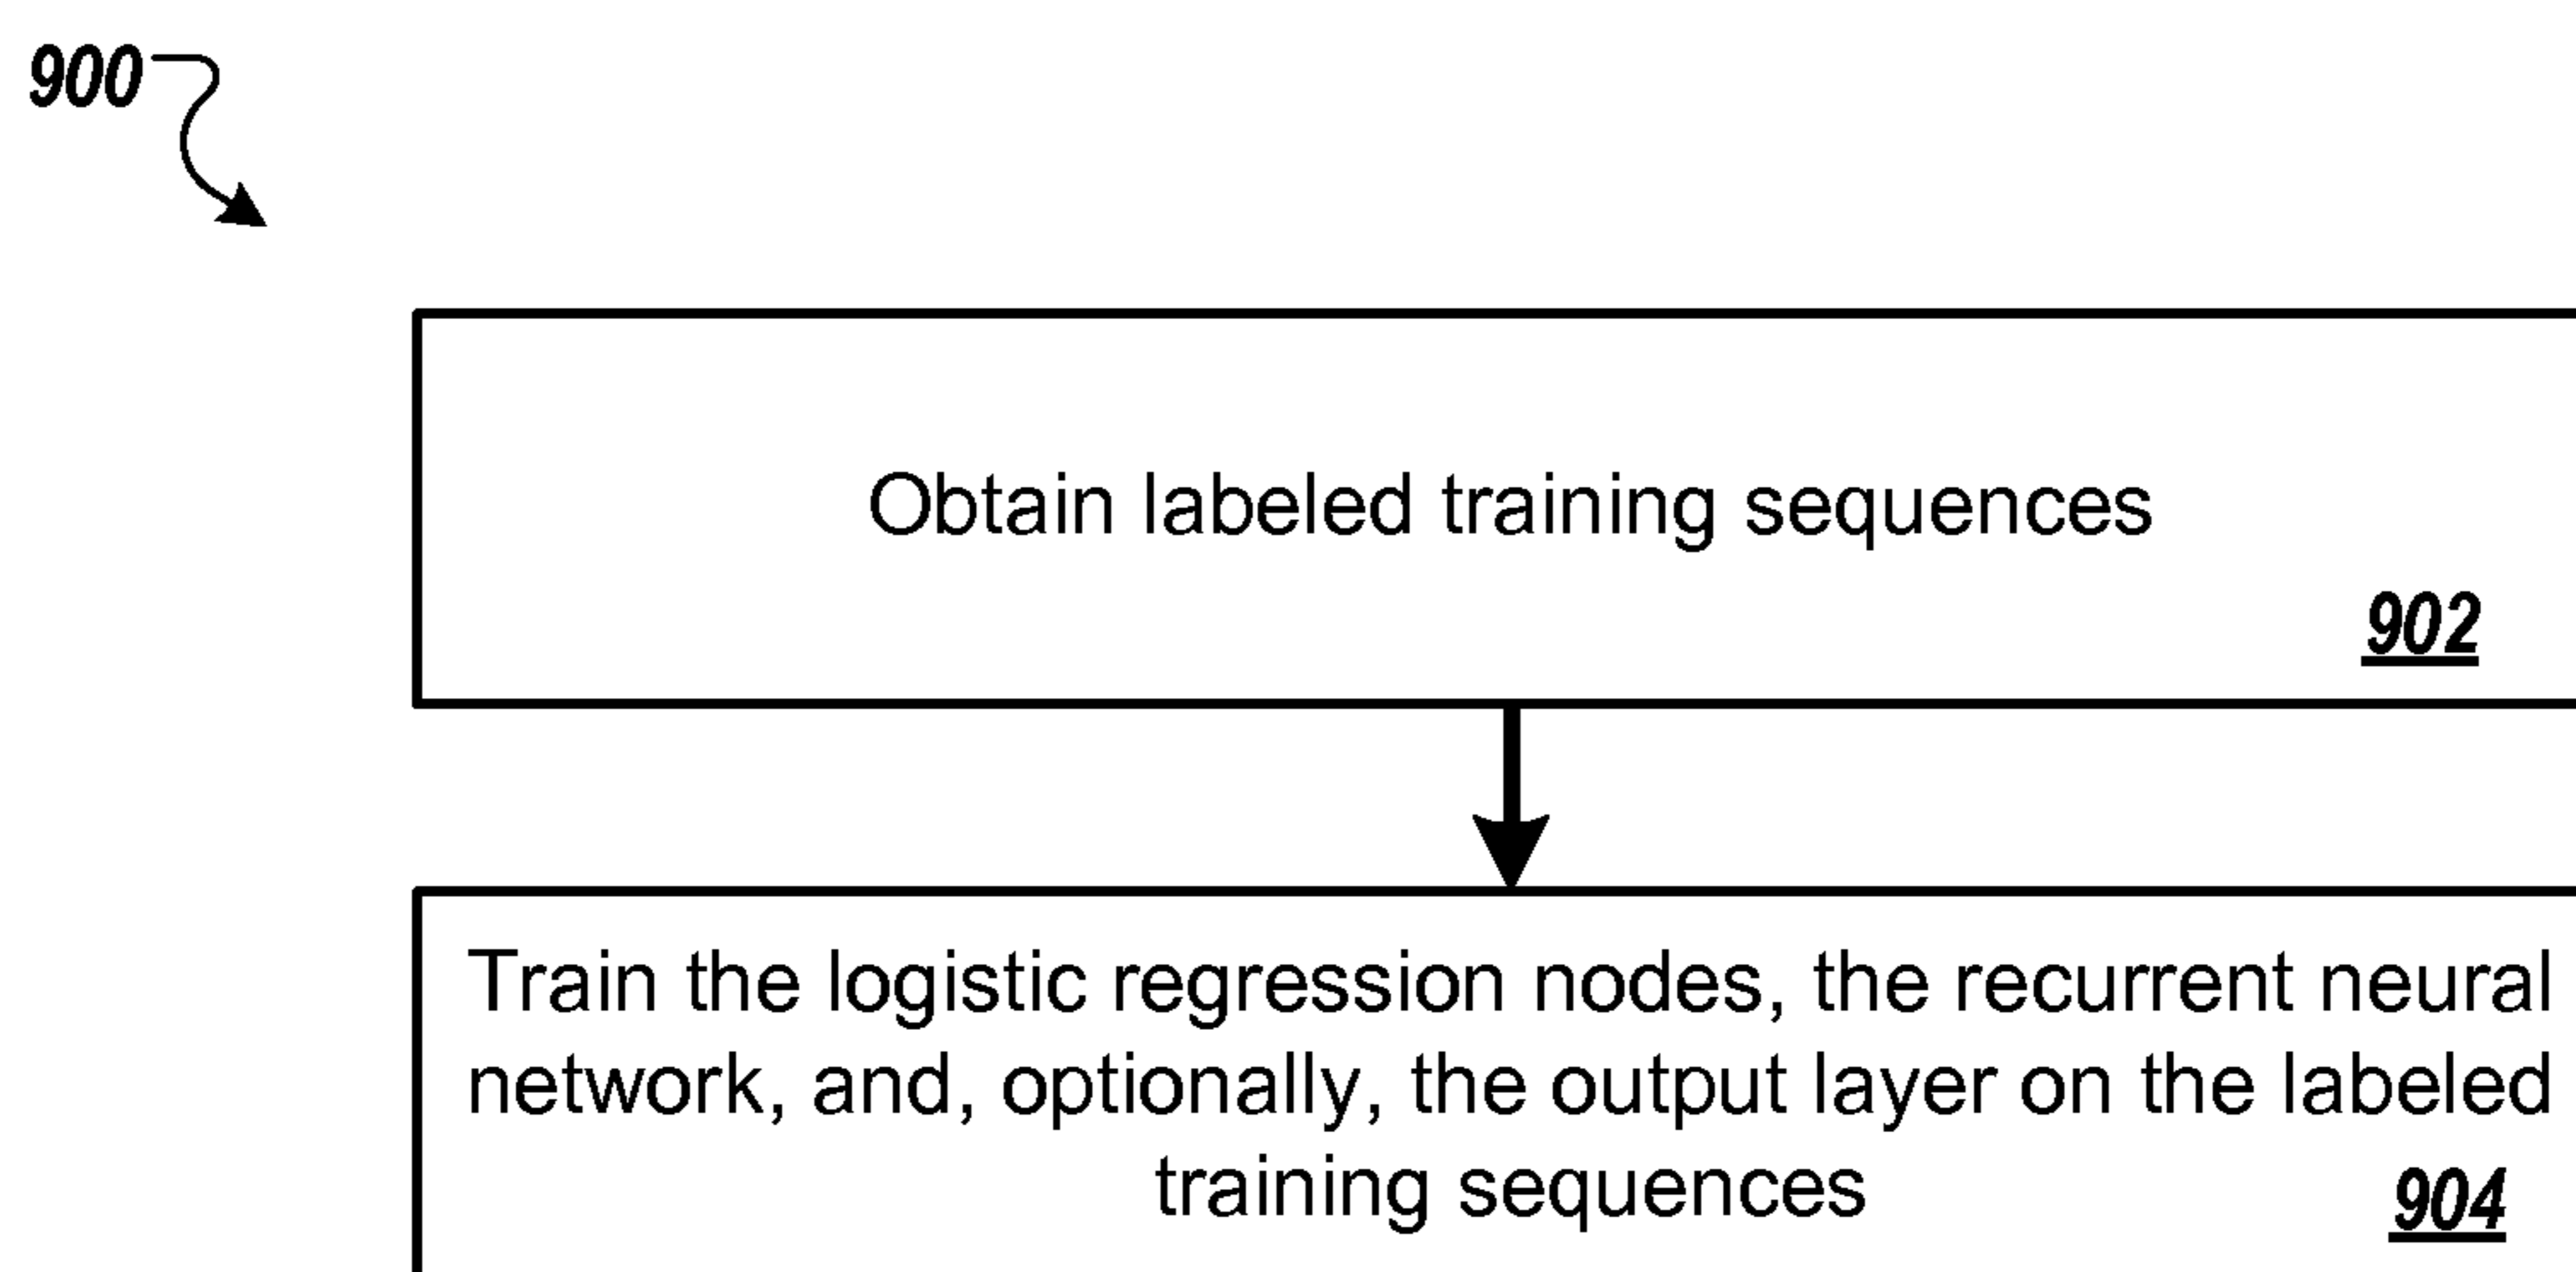 900
Obtain labeled training sequences
902
Train the logistic regression nodes, the recurrent neural
network, and, optionally, the output layer on the labeled
training sequences
904